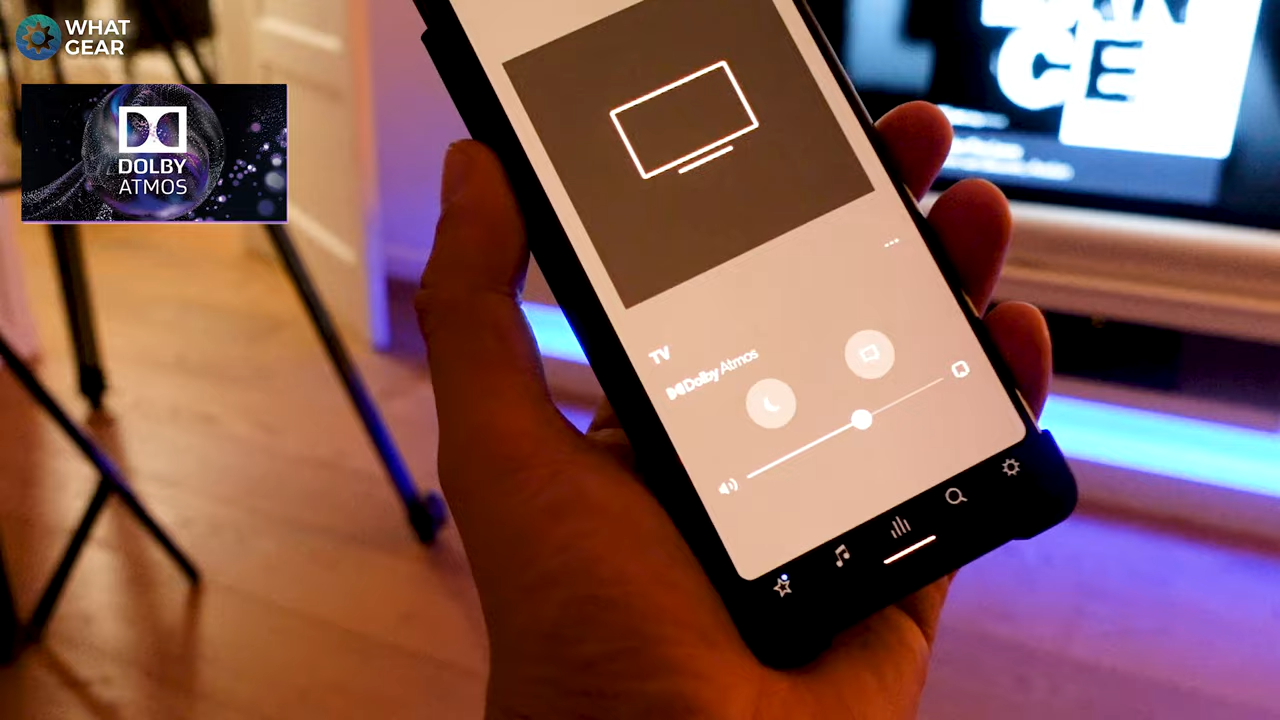 WHAT
GEAR
DOLBY
ATMOS
TV
Dolby Atmos
CE